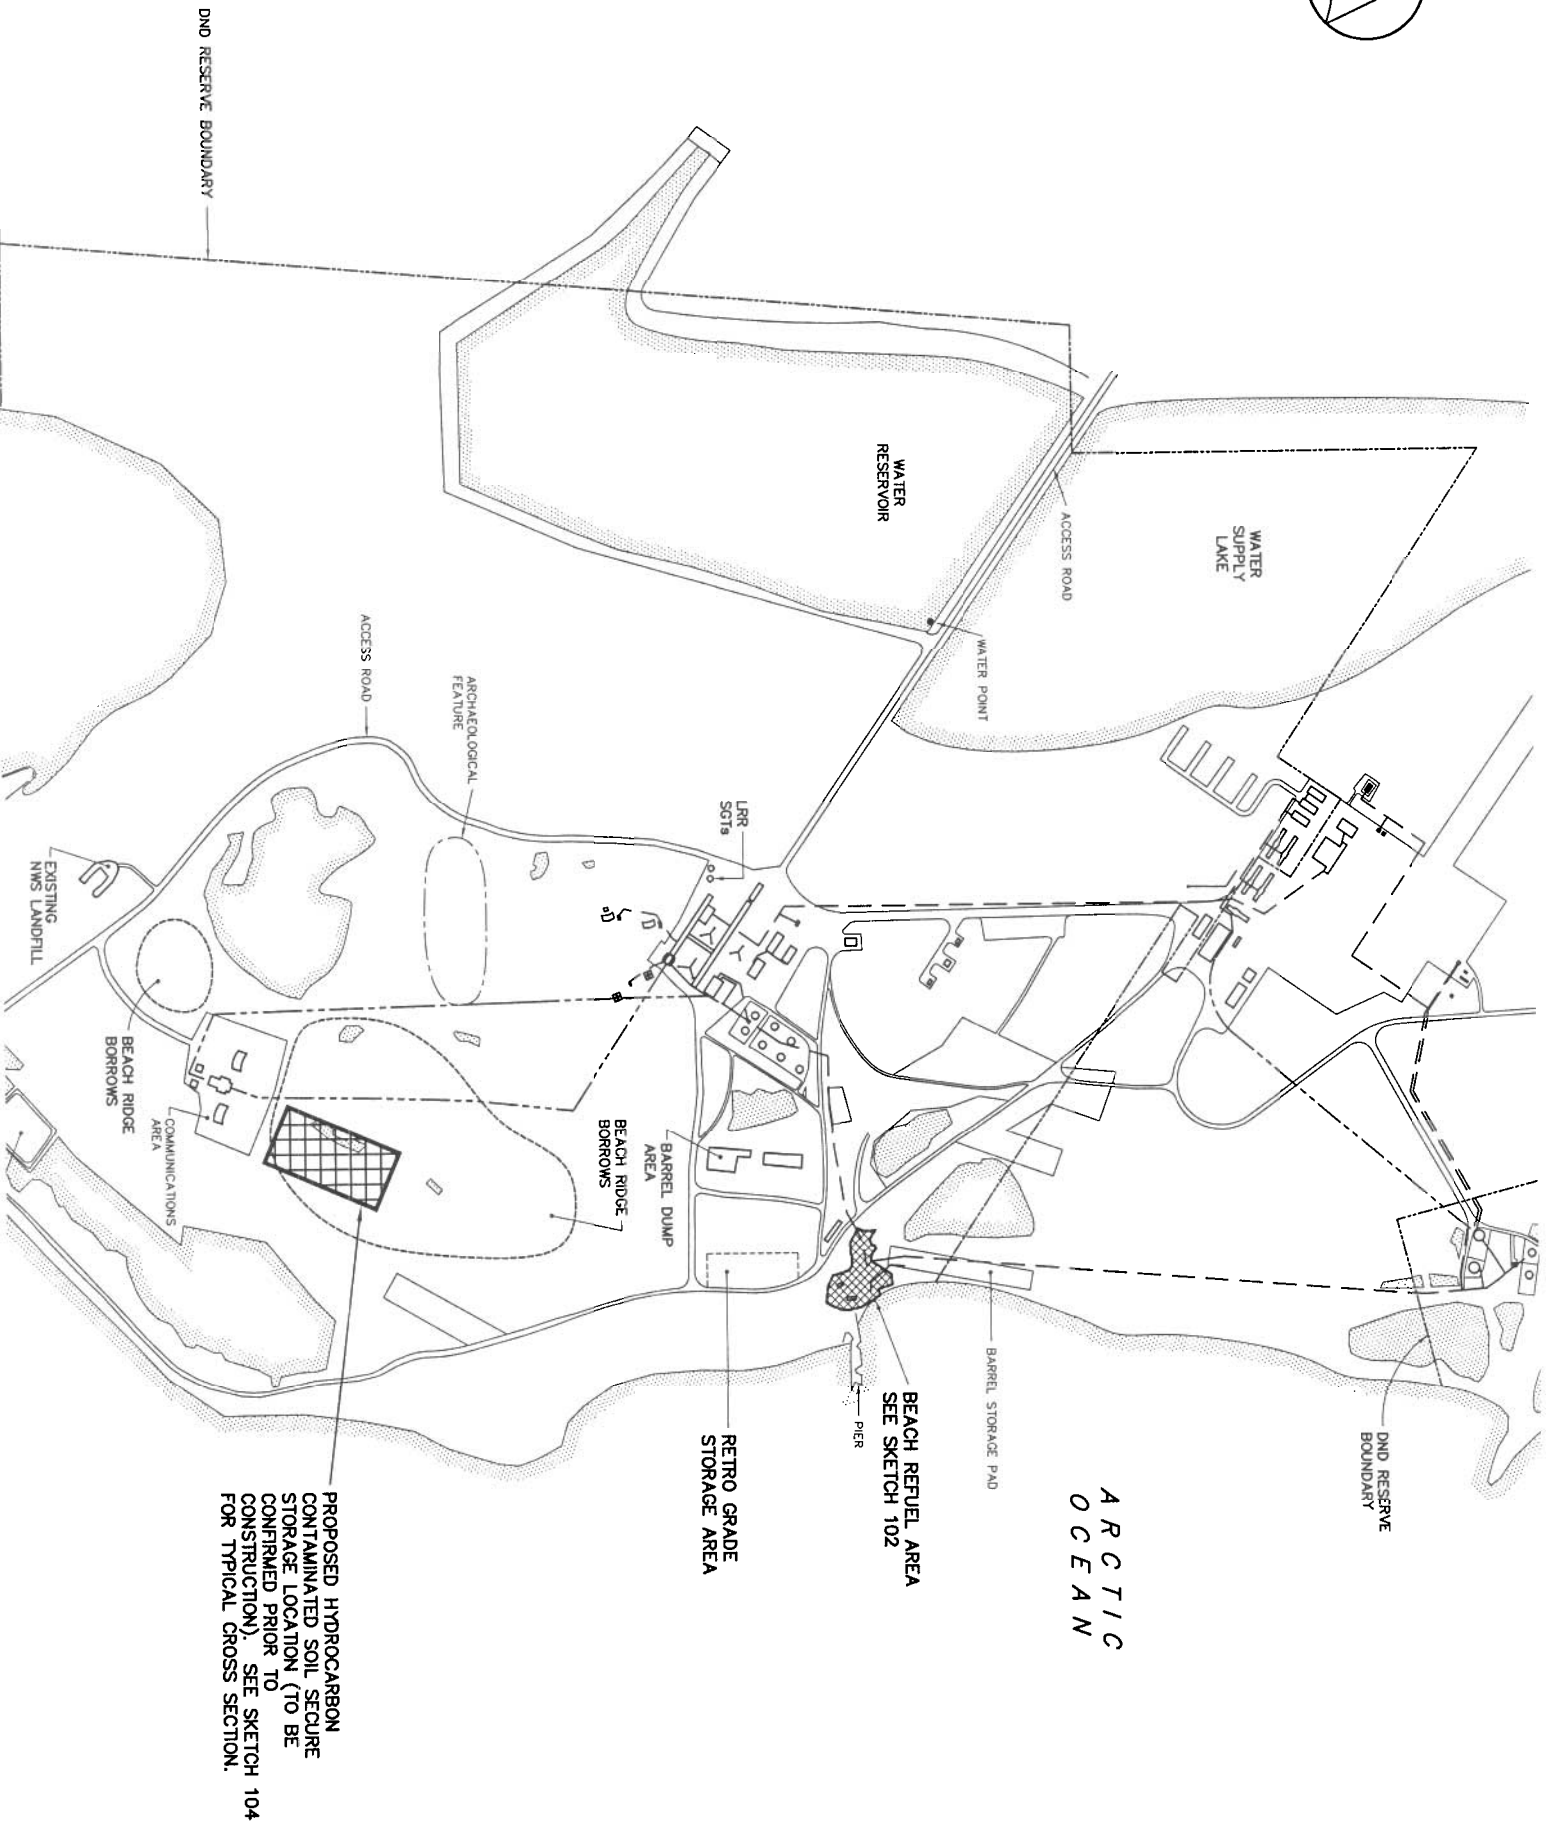 DND RESERVE BOUNDARY
WATER
RESERVOIR
ACCESS ROAD
WATER
SUPPLY
LAKE
WATER POINT
ACCESS ROAD
ARCHAEOLOGICAL
FEATURE
LRR
SGTs
EXISTING
NWS LANDFILL
BEACH RIDGE
BORROWS
COMMUNICATIONS
AREA
BEACH RIDGE
BORROWS
BARREL DUMP
AREA
BARREL STORAGE PAD
PIER
DND RESERVE
BOUNDARY
BEACH REFUEL AREA
SEE SKETCH 102
RETRO GRADE
STORAGE AREA
ARCTIC
OCEAN
PROPOSED HYDROCARBON
CONTAMINATED SOIL SECURE
STORAGE LOCATION (TO BE
CONFIRMED PRIOR TO
CONSTRUCTION). SEE SKETCH 104
FOR TYPICAL CROSS SECTION.